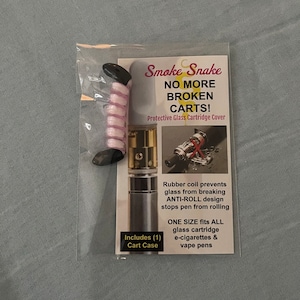 Smoke Snake
NO MORE
BROKEN
CARTS!
Protective Glass Cartridge Cover
Rubber coil prevents
glass from breaking
ANTI-ROLL design
stops pen from rolling
ONE SIZE fits ALL
glass cartridge
e-cigarettes &
vape pens
Includes (1)
Cart Case